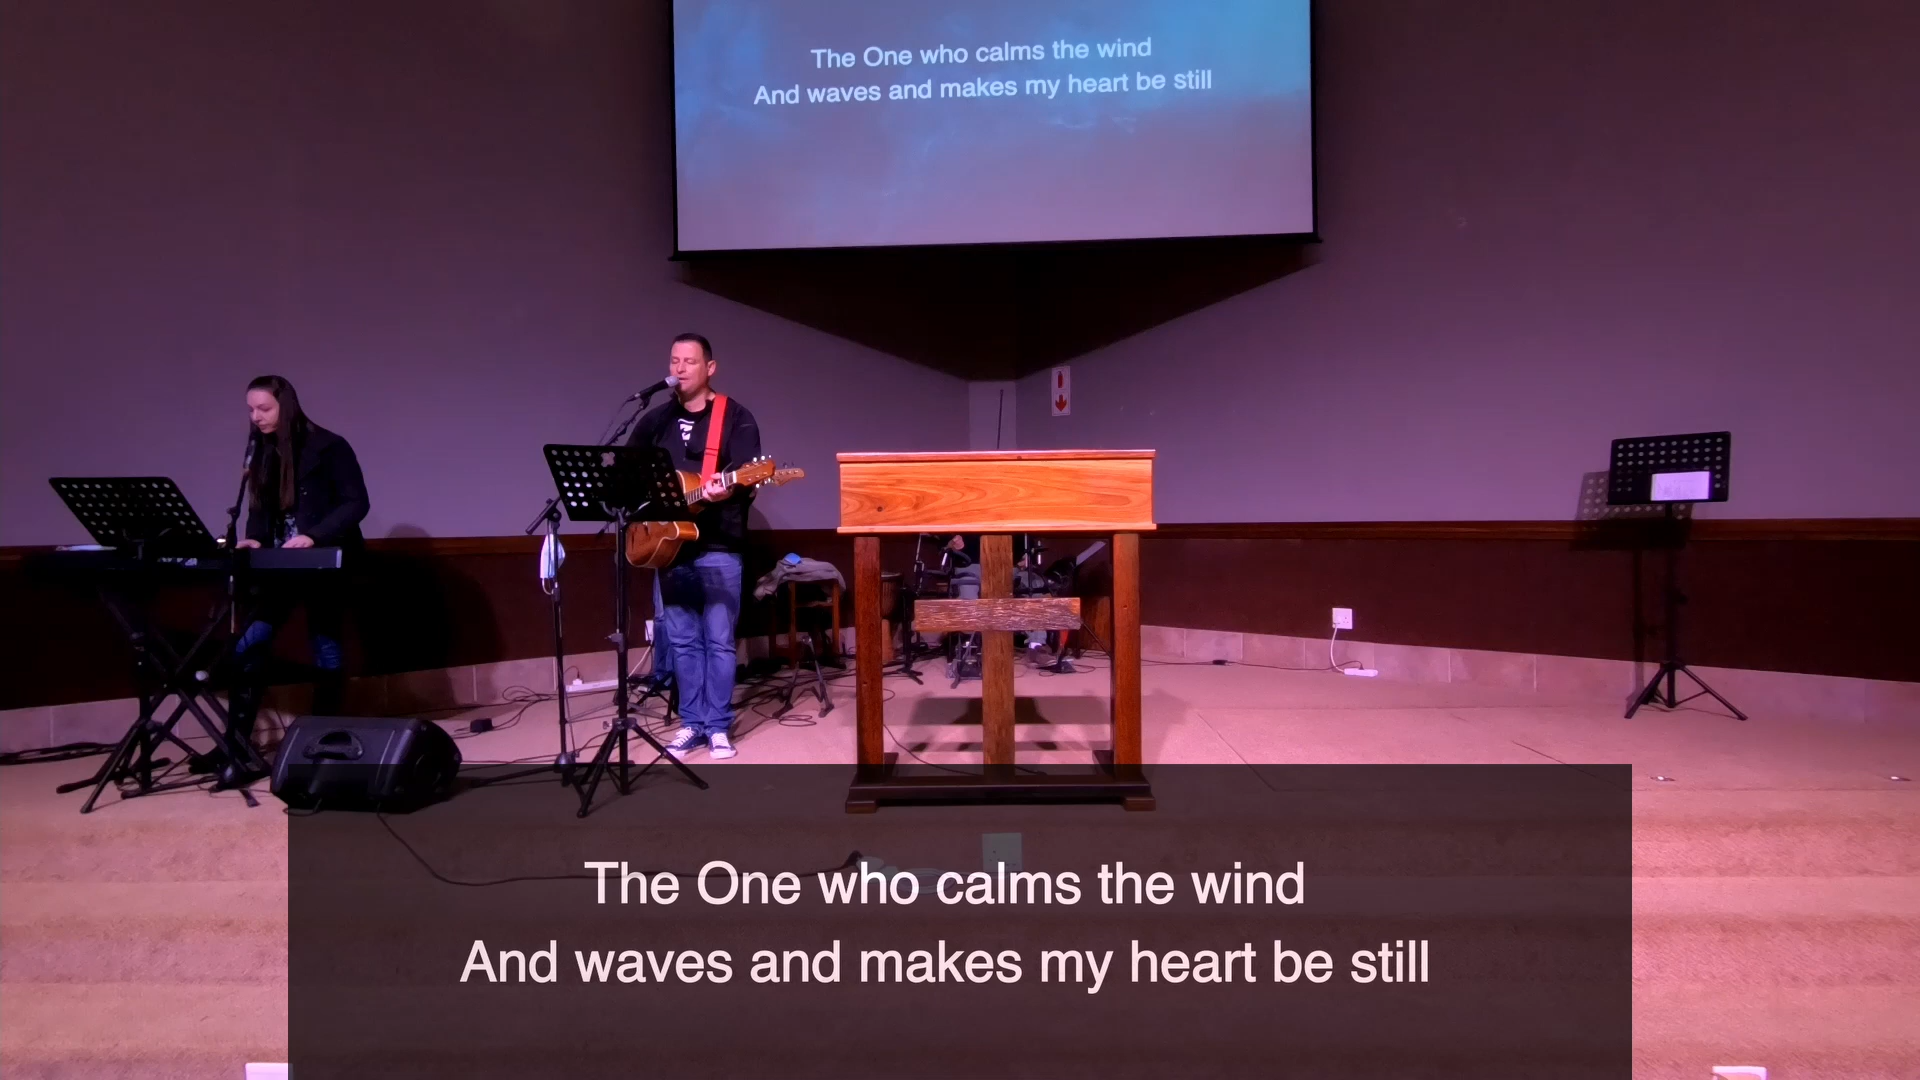 The One who calms the wind
And waves and makes my heart be still
The One who calms the wind
And waves and makes my heart be still